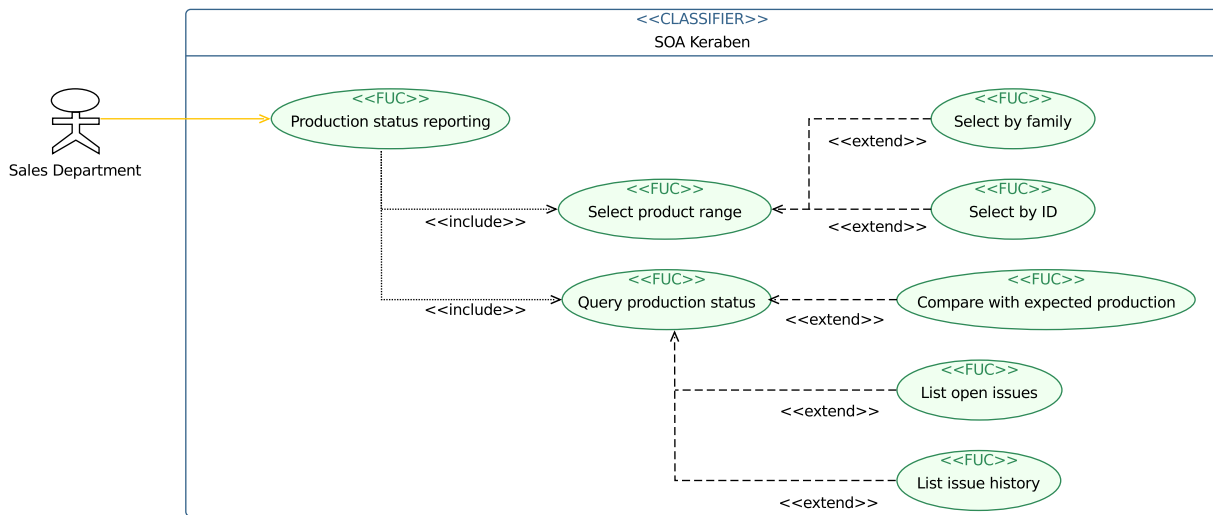 <<CLASSIFIER>>
SOA Keraben
Sales Department
<<FUC>>
Production status reporting
<<FUC>>
Select by family
<<extend>>
<<FUC>>
Select product range
<<include>>
<<FUC>>
Select by ID
<<extend>>
<<FUC>>
Query production status
<<include>>
<<FUC>>
Compare with expected production
<<extend>>
<<FUC>>
List open issues
<<extend>>
<<FUC>>
List issue history
<<extend>>